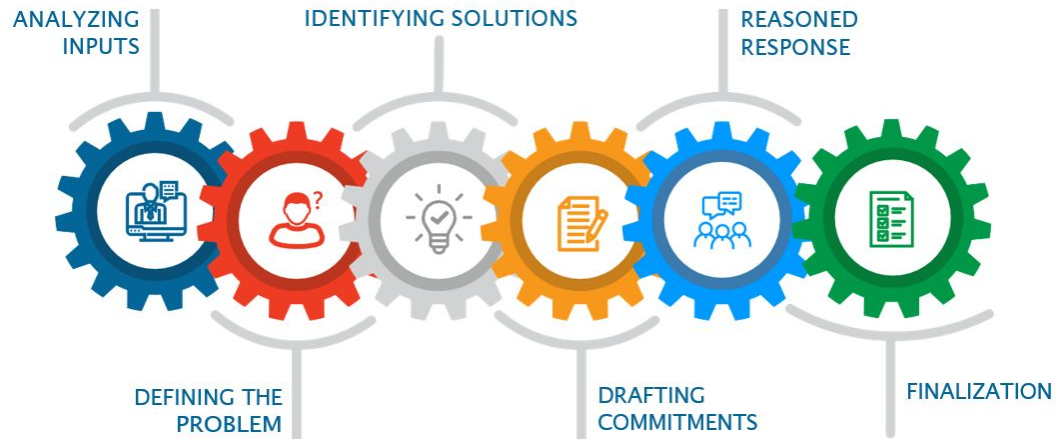 ANALYZING
INPUTS
DEFINING THE
PROBLEM
IDENTIFYING SOLUTIONS
DRAFTING
COMMITMENTS
REASONED
RESPONSE
FINALIZATION
?